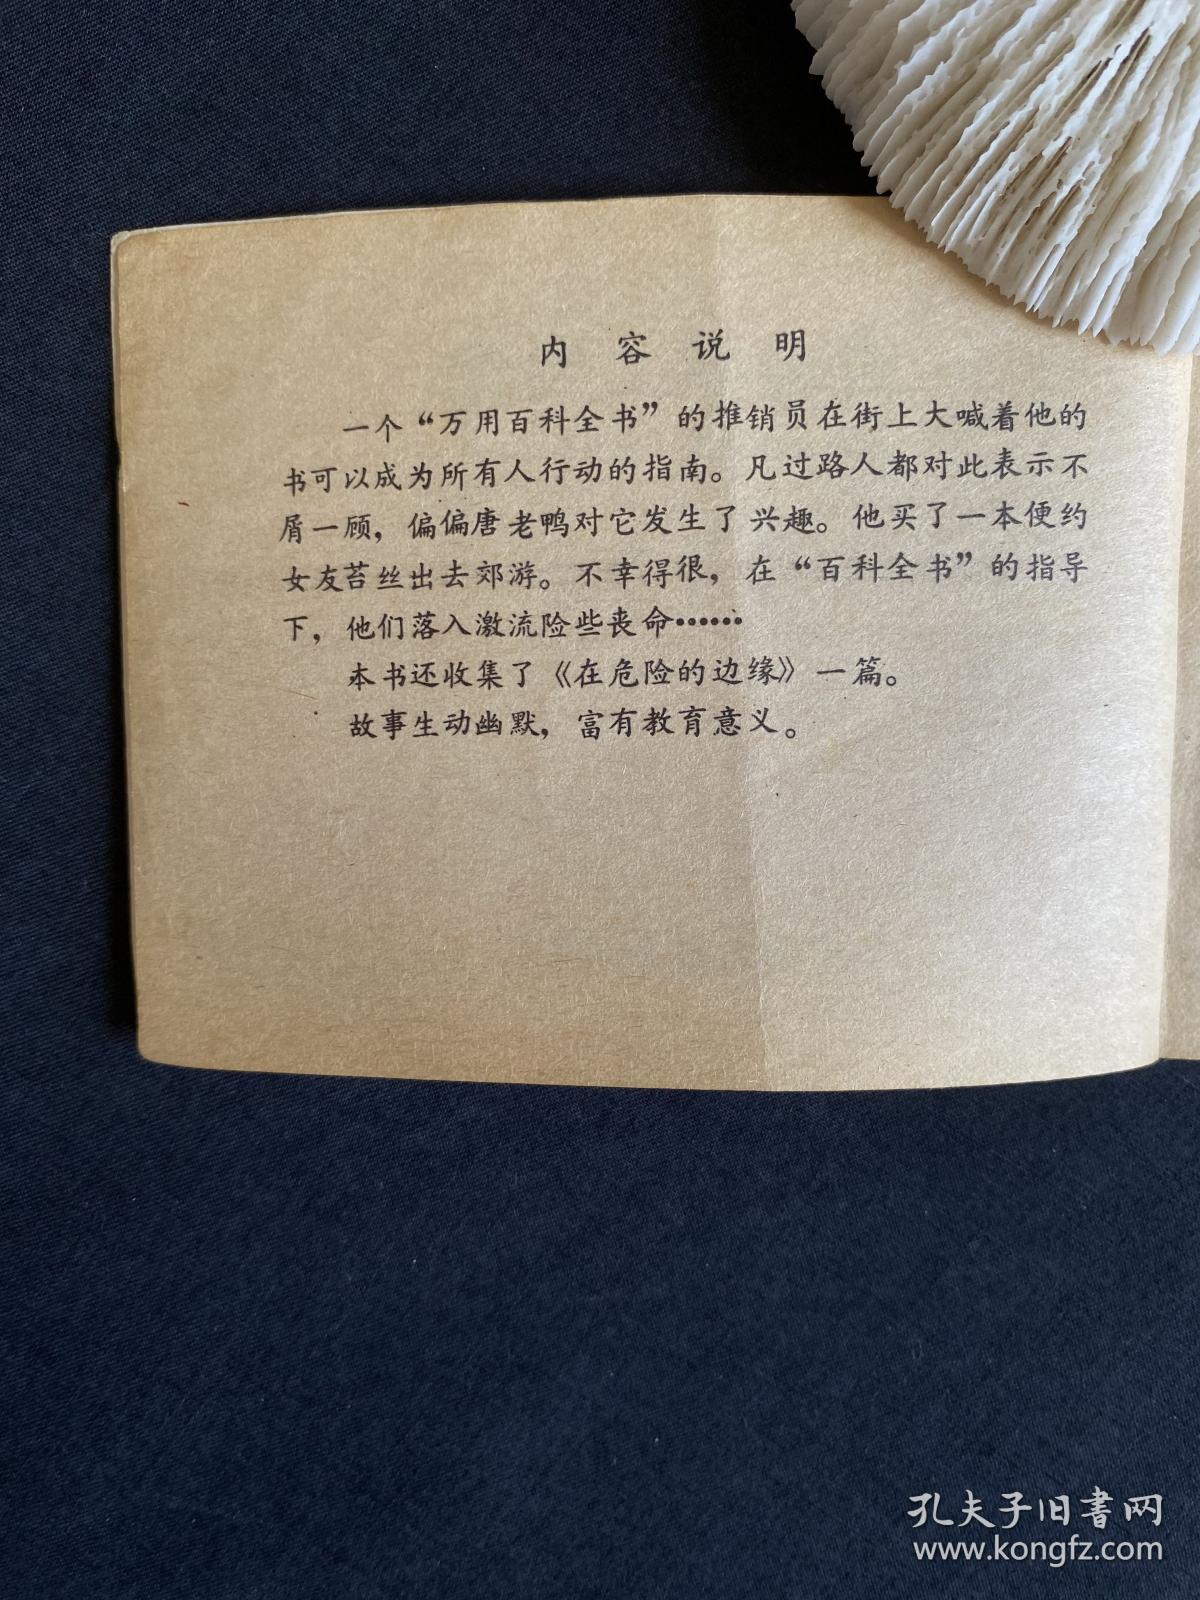 内容说明
一个“万用百科全书”的推销员在街上大喊着他的
书可以成为所有人行动的指南。凡过路人都对此表示不
屑一顾，偏偏唐老鸭对它发生了兴趣。他买了一本便约
女友苔丝出去郊游。不幸得很，在“百科全书”的指导
下，他们落入激流险些丧命……
本书还收集了《在危险的边缘》一篇。
故事生动幽默，富有教育意义。
孔夫子旧書网
www.kongfz.com